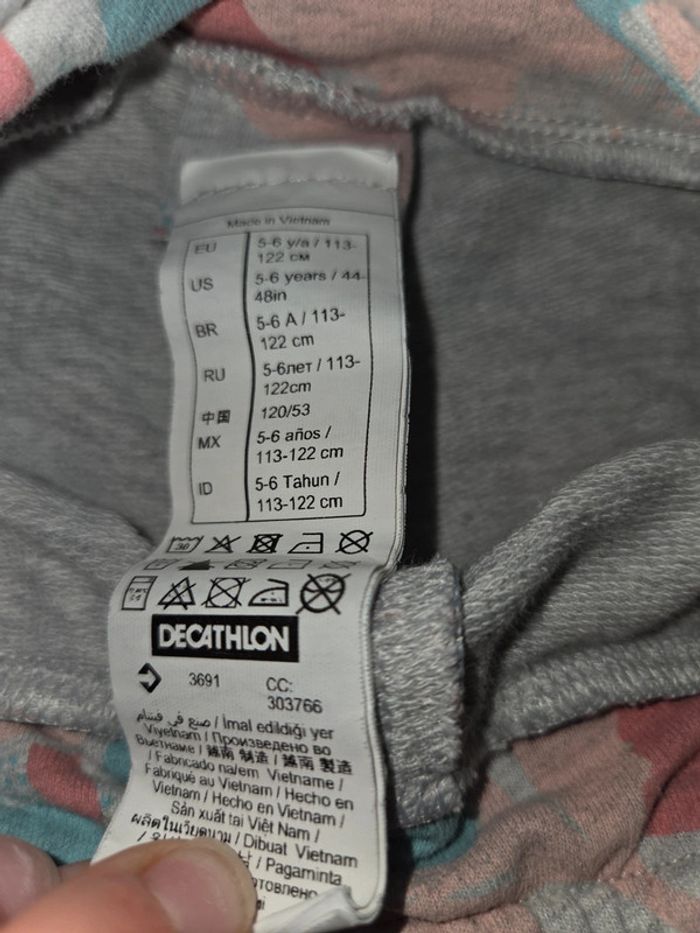 Made in Vietnam
EU 5-6 y/a / 113-
122 см
US 5-6 years / 44-
48in
BR 5-6 A / 113-
122 cm
RU 5-6лет / 113-
122cm
中国 120/53
MX 5-6 años /
113-122 cm
ID 5-6 Tahun /
113-122 cm
30
DECATHLON
3691 CC:
303766
صنع في فيتنام / İmal edildiği yer
Vıyetnam / Произведено во
Вьетнаме / 越南 制造 / 越南 製造
/ Fabricado na/em Vietname /
Fabriqué au Vietnam / Hecho en
Vietnam / Hecho en Vietnam /
Sản xuất tại Việt Nam /
ผลิตในเวียดนาม / Dibuat Vietnam
/ Pagaminta